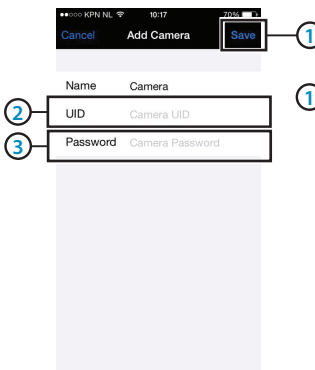 ●●○○○ KPN NL 10:17 70%
Cancel Add Camera Save
1
Name Camera
1
2 UID Camera UID
3 Password Camera Password